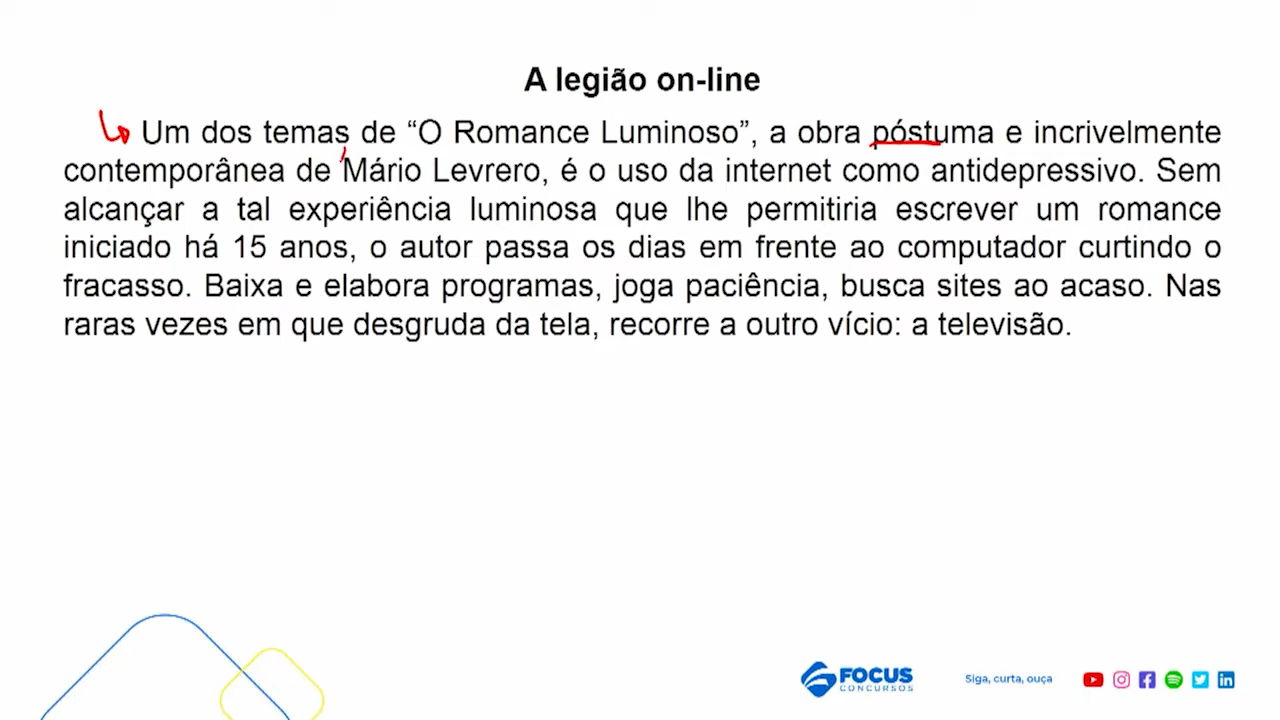 A legião on-line
Um dos temas de “O Romance Luminoso”, a obra póstuma e incrivelmente
contemporânea de Mário Levrero, é o uso da internet como antidepressivo. Sem
alcançar a tal experiência luminosa que lhe permitiria escrever um romance
iniciado há 15 anos, o autor passa os dias em frente ao computador curtindo o
fracasso. Baixa e elabora programas, joga paciência, busca sites ao acaso. Nas
raras vezes em que desgruda da tela, recorre a outro vício: a televisão.
FOCUS
CONCURSOS
Siga, curta, ouça